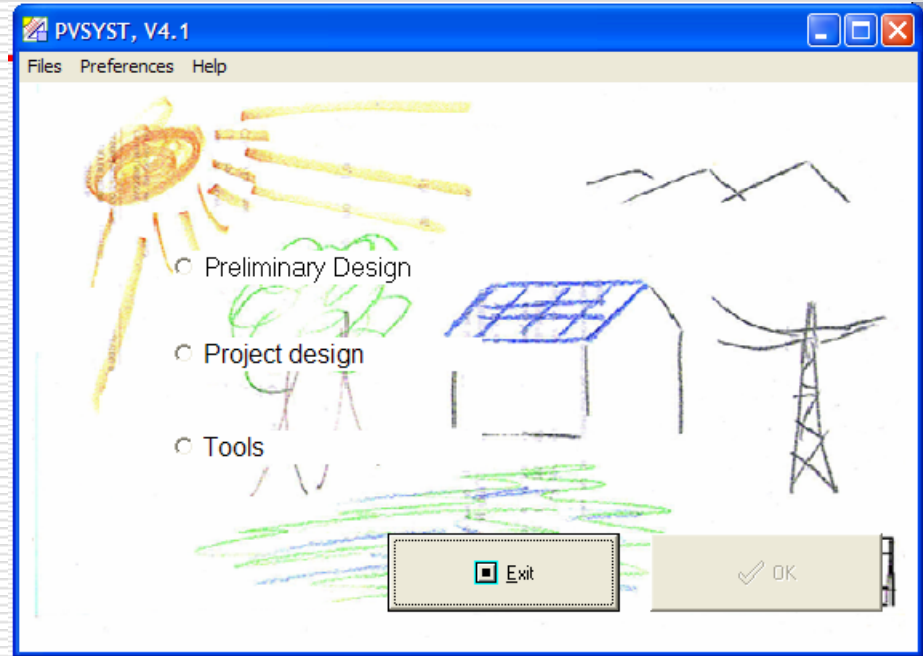 PVSYST, V4.1
Files Preferences Help
Preliminary Design
Project design
Tools
Exit
OK